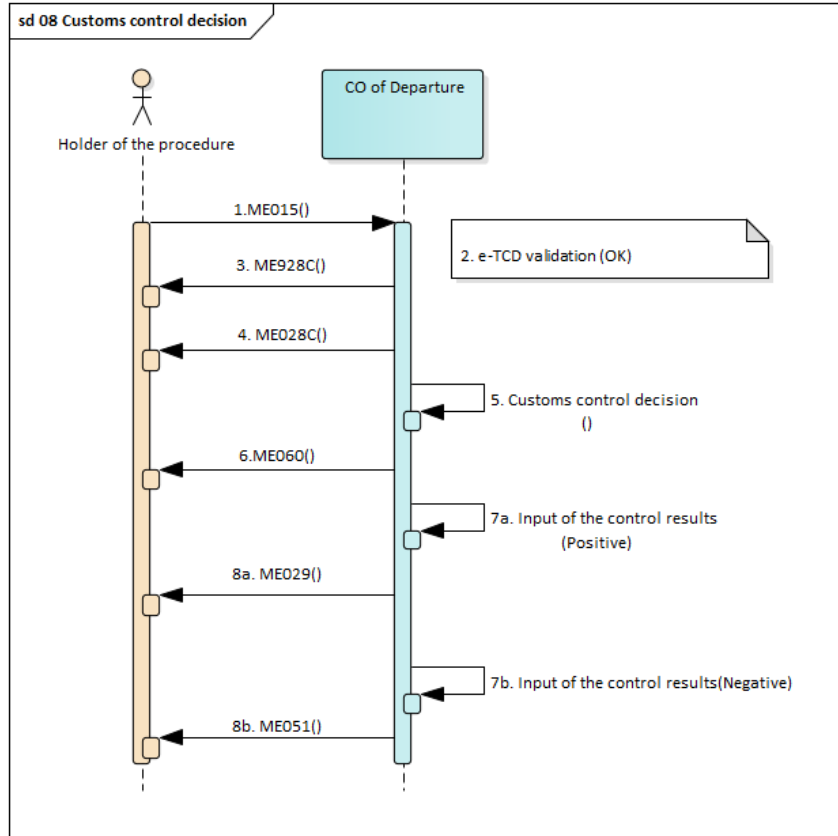 sd 08 Customs control decision
Holder of the procedure
CO of Departure
1.ME015()
2. e-TCD validation (OK)
3. ME928C()
4. ME028C()
5. Customs control decision
()
6.ME060()
7a. Input of the control results
(Positive)
8a. ME029()
7b. Input of the control results(Negative)
8b. ME051()